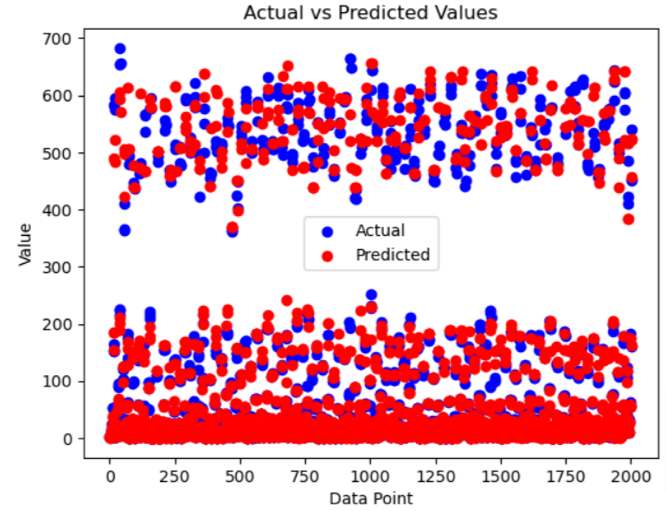 Actual vs Predicted Values
700
600
500
400
300
200
100
0
Value
Actual
Predicted
0 250 500 750 1000 1250 1500 1750 2000
Data Point